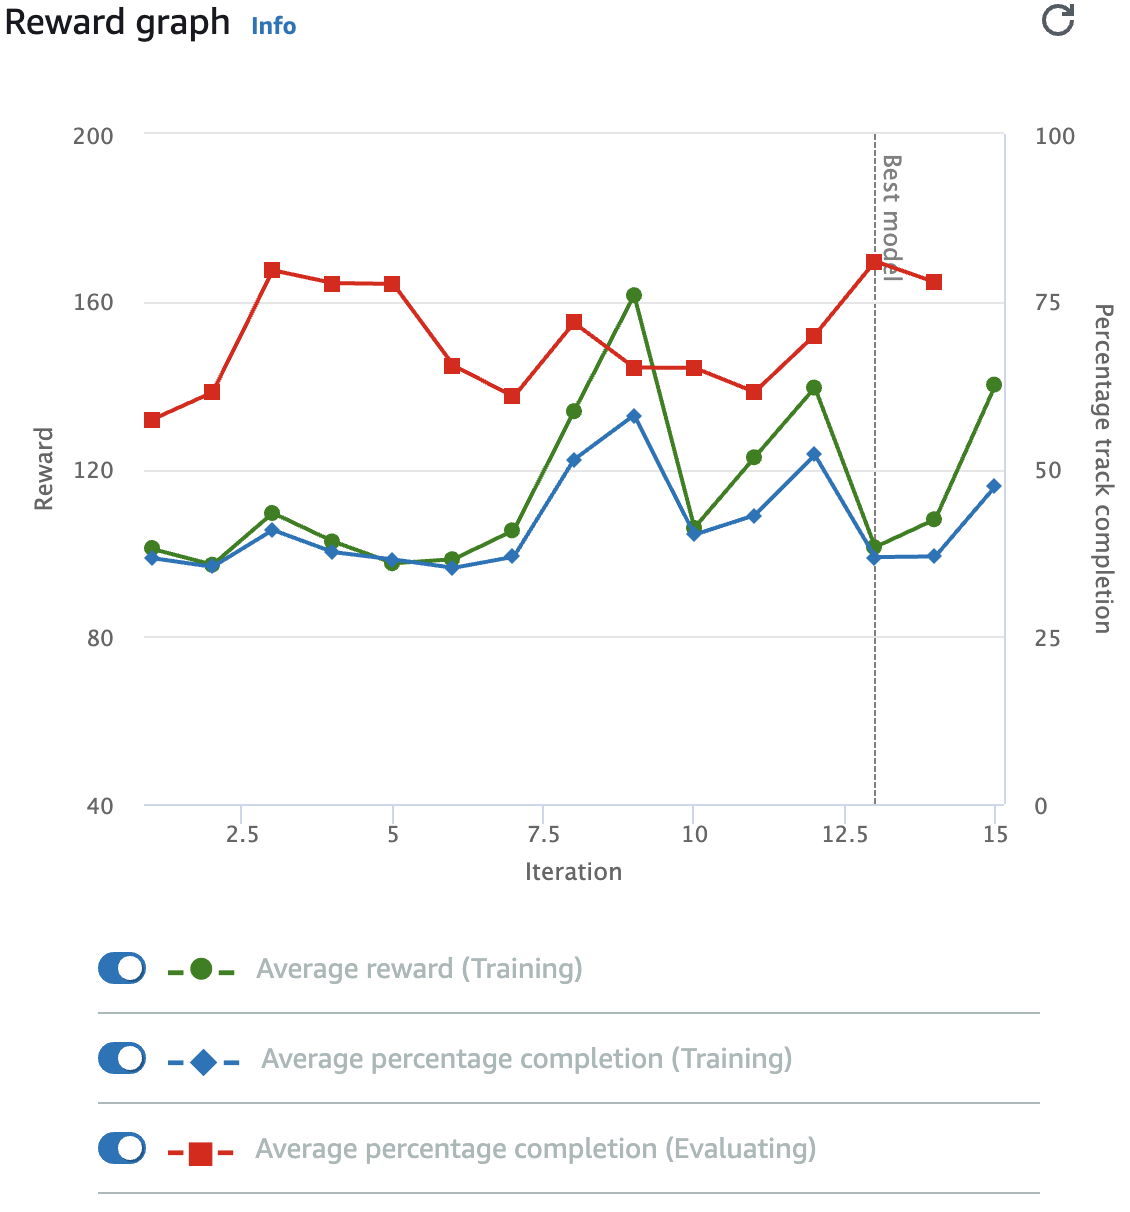 Reward graph Info
200 100
Best model
160 75
Reward
Percentage track completion
120 50
80 25
40 0
2.5 5 7.5 10 12.5 15
Iteration
Average reward (Training)
Average percentage completion (Training)
Average percentage completion (Evaluating)